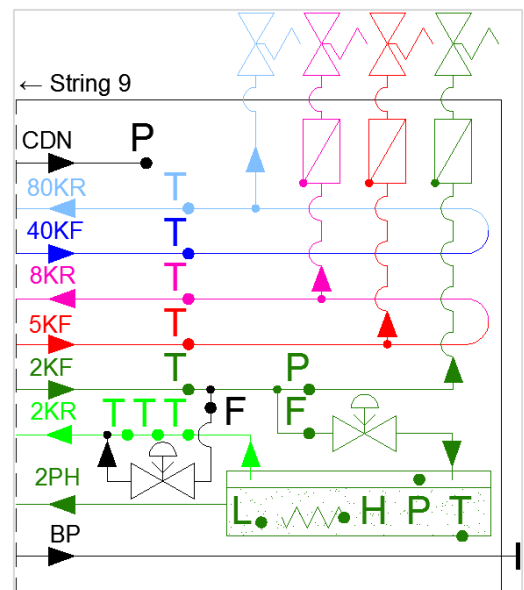 ← String 9
CDN P
80KR T
40KF T
8KR T
5KF T
2KF T P
F F
2KR T T T
2PH L H P T
BP